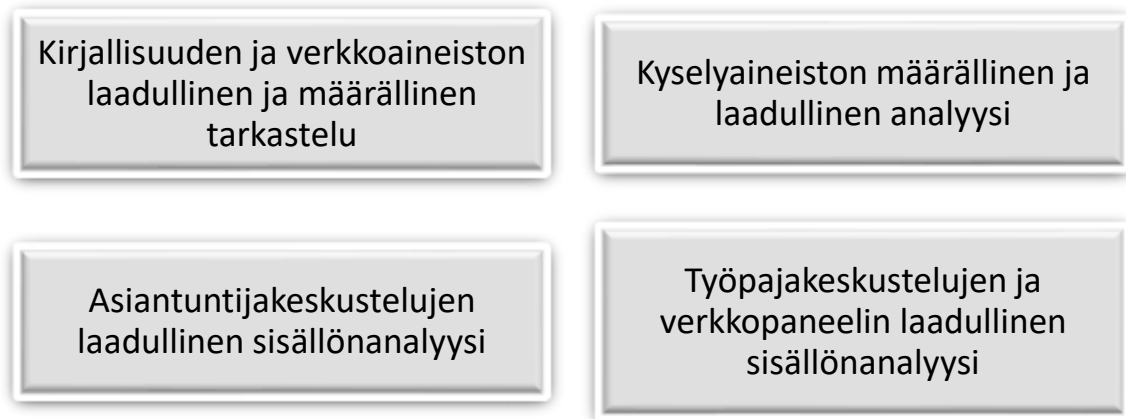 Kirjallisuuden ja verkkoaineiston
laadullinen ja määrällinen
tarkastelu
Kyselyaineiston määrällinen ja
laadullinen analyysi
Asiantuntijakeskustelujen
laadullinen sisällönanalyysi
Työpajakeskustelujen ja
verkkopaneelin laadullinen
sisällönanalyysi